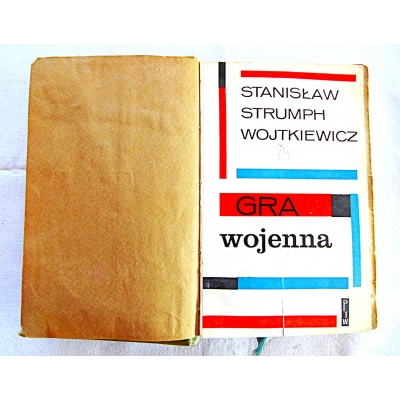 STANISŁAW
STRUMPH
WOJTKIEWICZ
GRA
wojenna
PIW